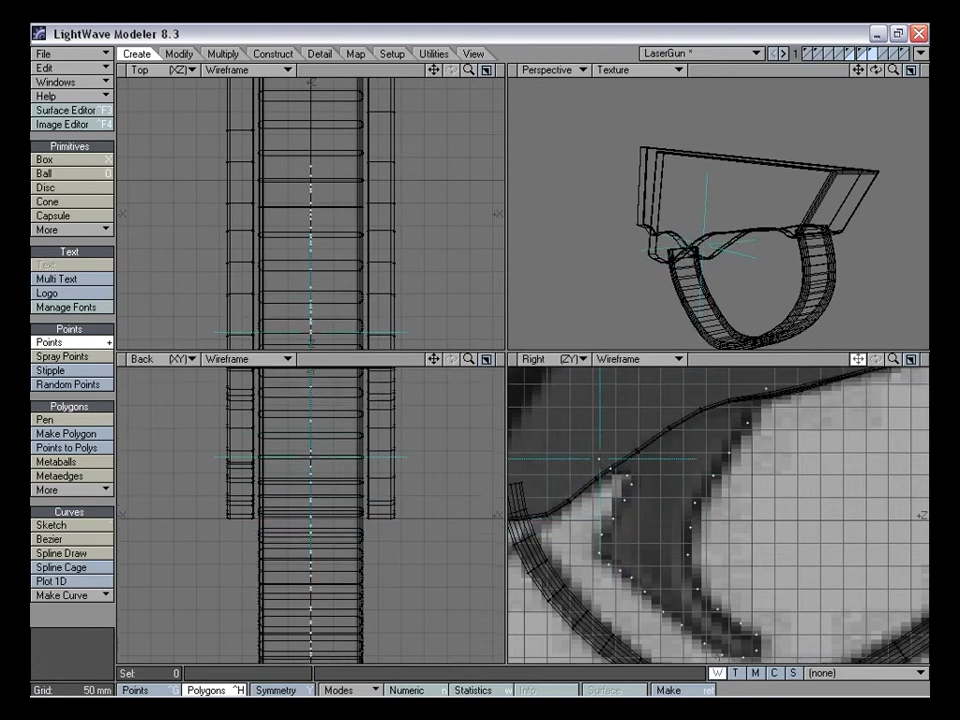 LightWave Modeler 8.3
File Create Modify Multiply Construct Detail Map Setup Utilities View LaserGun * 1
Edit Top (XZ) Wireframe Perspective Texture
Windows
Help
Surface Editor F3
Image Editor ^F4
Primitives
Box X
Ball O
Disc
Cone
Capsule
More
Text
Text
Multi Text
Logo
Manage Fonts
Points
Points +
Spray Points Back (XY) Wireframe Right (ZY) Wireframe
Stipple
Random Points
Polygons
Pen
Make Polygon
Points to Polys
Metaballs
Metaedges
More
Curves
Sketch
Bezier
Spline Draw
Spline Cage
Plot 1D
Make Curve
Sel: 0 W T M C S (none)
Grid: 50 mm Points ^G Polygons ^H Symmetry Y Modes Numeric n Statistics w Info i Surface Make ret